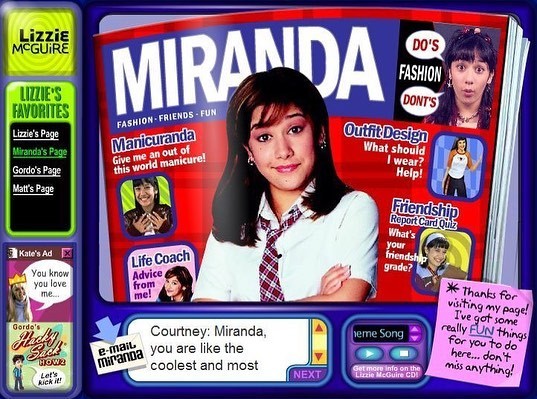 Lizzie
McGUiRE
LIZZIE'S
FAVORITES
Lizzie's Page
Miranda's Page
Gordo's Page
Matt's Page
Kate's Ad X
You know
you love
me...
Gordo's
Hacky
Sack
HOW2
Let's
kick it!
MIRANDA
FASHION - FRIENDS - FUN
DO'S
FASHION
DONT'S
Manicuranda
Give me an out of
this world manicure!
Outfit Design
What should
I wear?
Help!
Friendship
Report Card Quiz
What's
your
friendship
grade?
Life Coach
Advice
from
me!
e-mail
miranda
Courtney: Miranda,
you are like the
coolest and most
NEXT
eme Song
Get more info on the
Lizzie McGuire CD!
* Thanks for
visiting my page!
I've got some
really FUN things
for you to do
here... don't
miss anything!